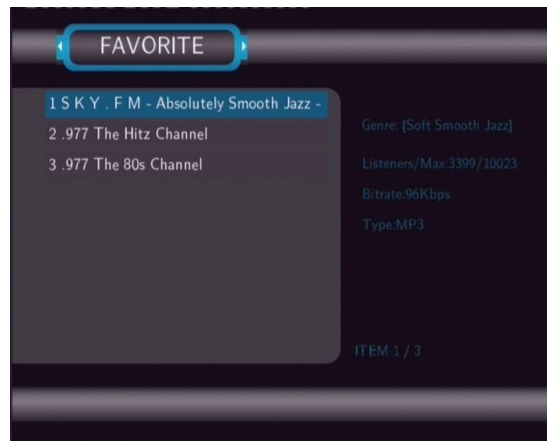 FAVORITE
1 S K Y . F M - Absolutely Smooth Jazz -
2 .977 The Hitz Channel
3 .977 The 80s Channel
Genre: [Soft Smooth Jazz]
Listeners/Max:3399/10023
Bitrate:96Kbps
Type:MP3
ITEM 1 / 3